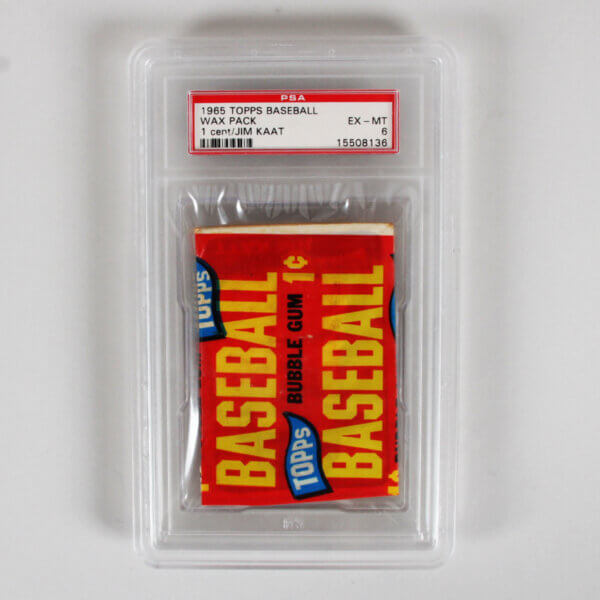 PSA
1965 TOPPS BASEBALL
WAX PACK EX - MT
1 cent/JIM KAAT 6
15508136
TOPPS
BASEBALL
BUBBLE GUM 1¢
TOPPS
BASEBALL